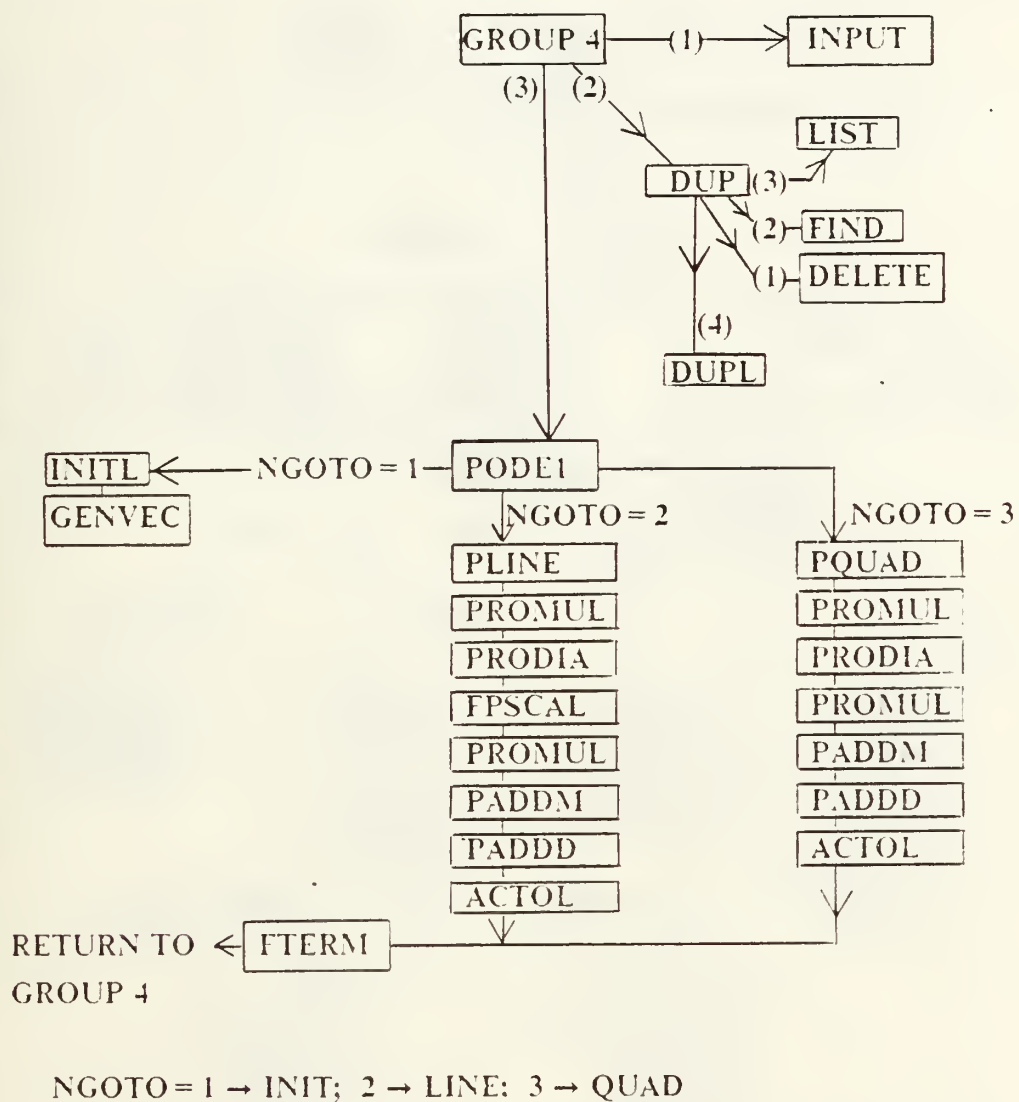 GROUP 4 (1) INPUT
(3) (2)
LIST
DUP (3)
(2) FIND
(1) DELETE
(4)
DUPL
INITL NGOTO = 1 PODE1
GENVEC
NGOTO = 2 NGOTO = 3
PLINE PQUAD
PROMUL PROMUL
PRODIA PRODIA
FPSCAL PROMUL
PROMUL PADDM
PADDM PADDD
PADDD ACTOL
ACTOL
RETURN TO FTERM
GROUP 4
NGOTO = 1 → INIT; 2 → LINE: 3 → QUAD